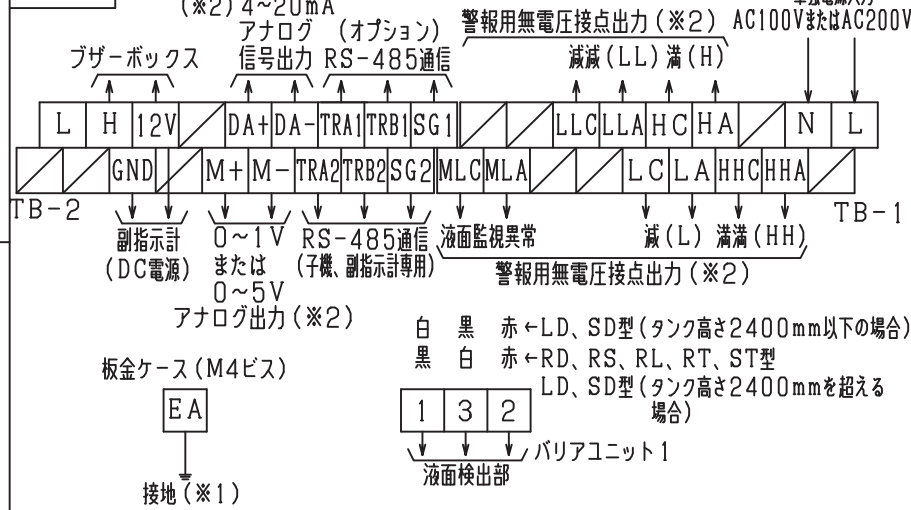 (※2) 4~20mA
アナログ (オプション) 警報用無電圧接点出力 (※2) AC100VまたはAC200V
ブザーボックス 信号出力 RS-485通信 減減 (LL) 満 (H)
L H 12V DA+ DA- TRA1 TRB1 SG1 LLC LLA HC HA N L
GND M+ M- TRA2 TRB2 SG2 MLC MLA LC LA HHC HHA
TB-2 TB-1
副指示計 0~1V RS-485通信 液面監視異常 減 (L) 満満 (HH)
(DC電源) または (子機、副指示計専用) 警報用無電圧接点出力 (※2)
0~5V
アナログ出力 (※2)
白 黒 赤←LD、SD型 (タンク高さ2400mm以下の場合)
黒 白 赤←RD、RS、RL、RT、ST型
LD、SD型 (タンク高さ2400mmを超える
場合)
板金ケース (M4ビス)
EA
1 3 2
バリアユニット1
液面検出部
接地 (※1)